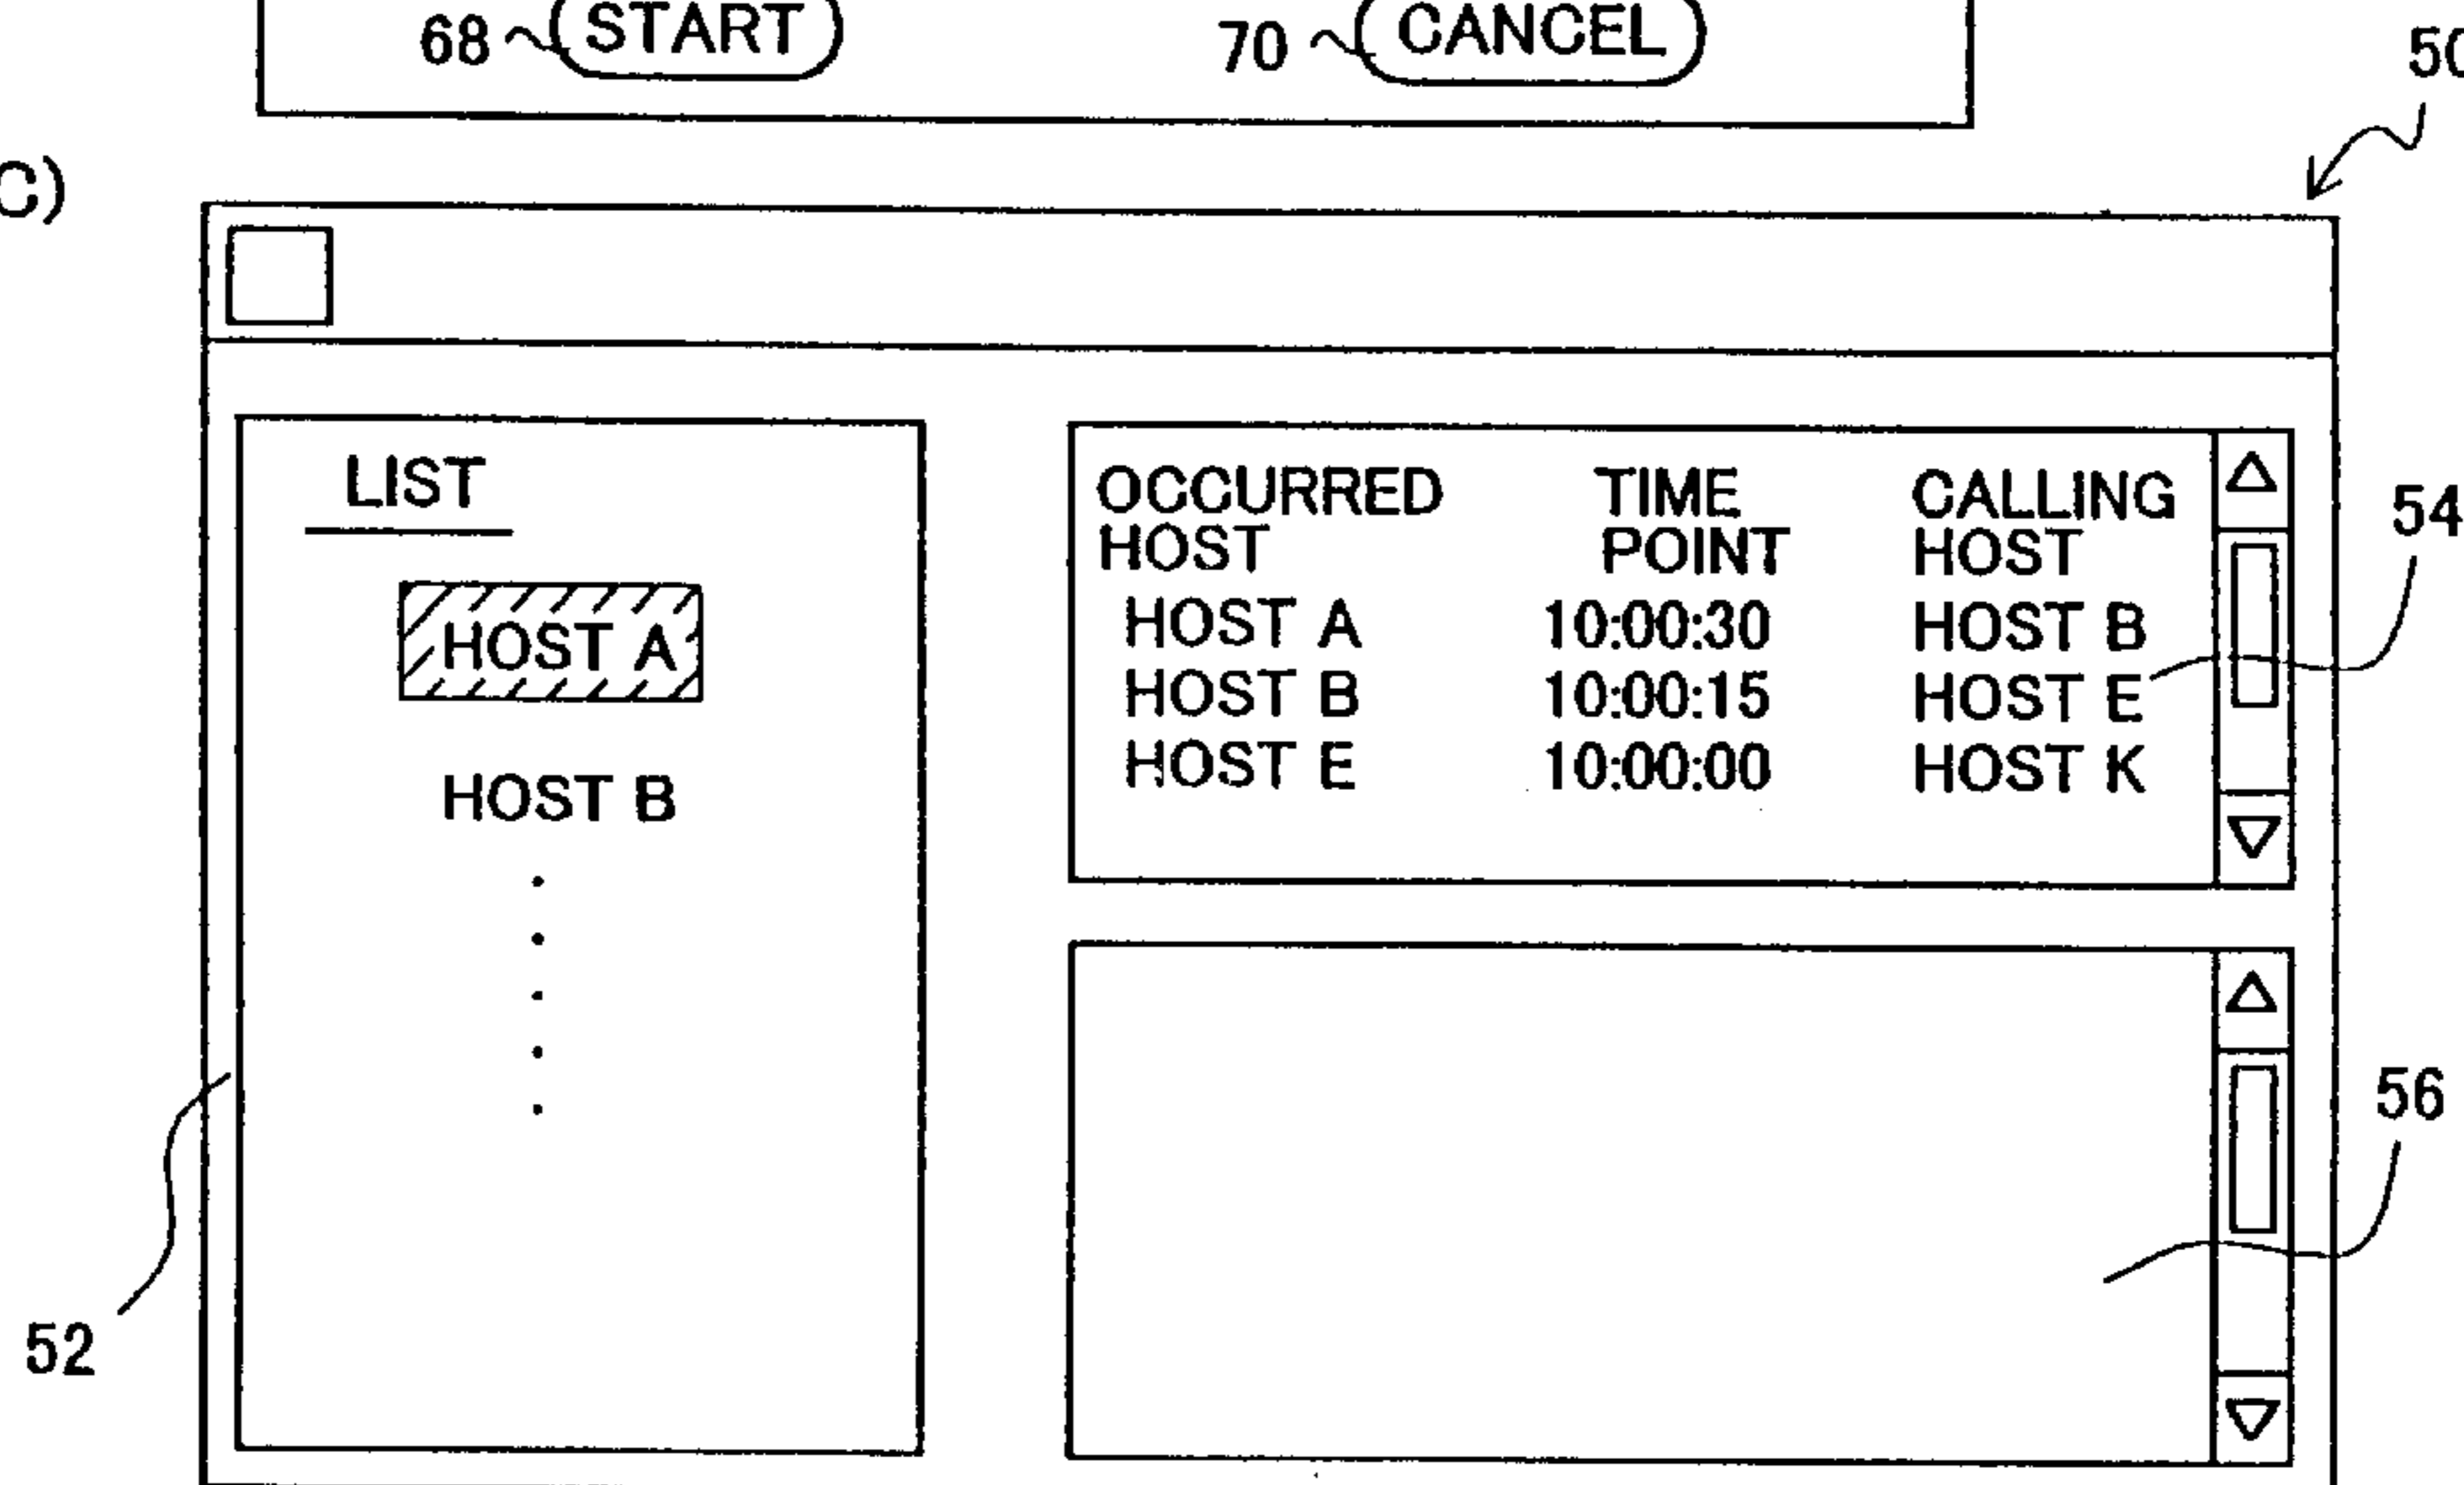 68 START 70 CANCEL
50
C)
LIST
HOST A
HOST B
OCCURRED TIME CALLING
HOST POINT HOST
HOST A 10:00:30 HOST B
HOST B 10:00:15 HOST E
HOST E 10:00:00 HOST K
54
56
52